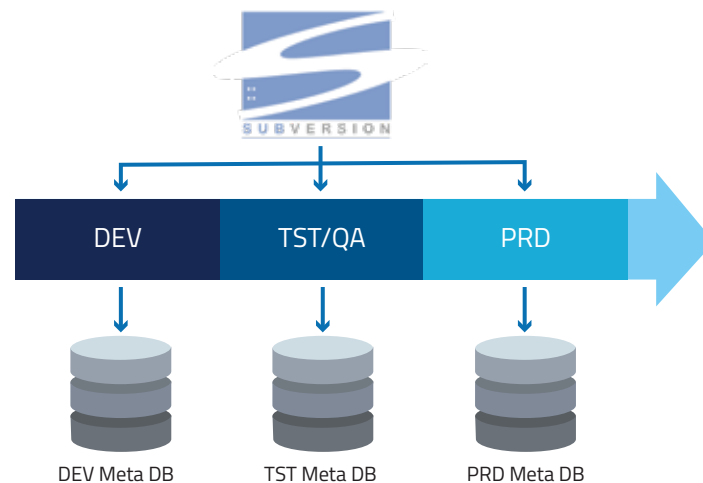 SUBVERSION
DEV
TST/QA
PRD
DEV Meta DB
TST Meta DB
PRD Meta DB